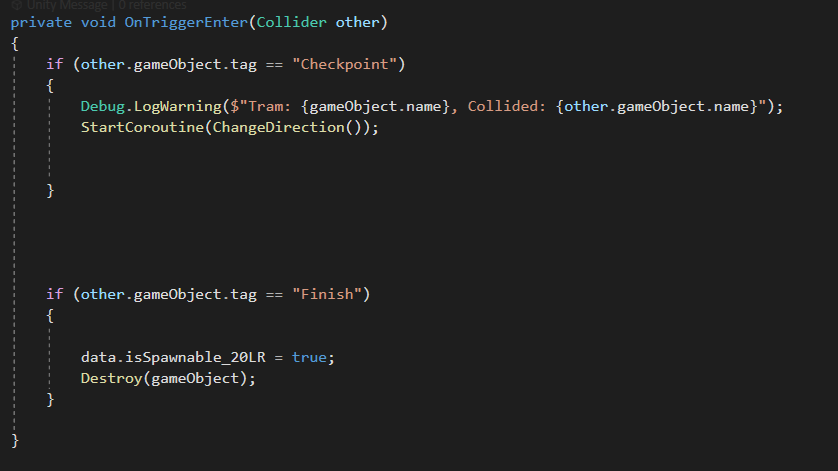 Unity Message | 0 references
private void OnTriggerEnter(Collider other)
{
if (other.gameObject.tag == "Checkpoint")
{
Debug.LogWarning($"Tram: {gameObject.name}, Collided: {other.gameObject.name}");
StartCoroutine(ChangeDirection());
}
if (other.gameObject.tag == "Finish")
{
data.isSpawnable_20LR = true;
Destroy(gameObject);
}
}